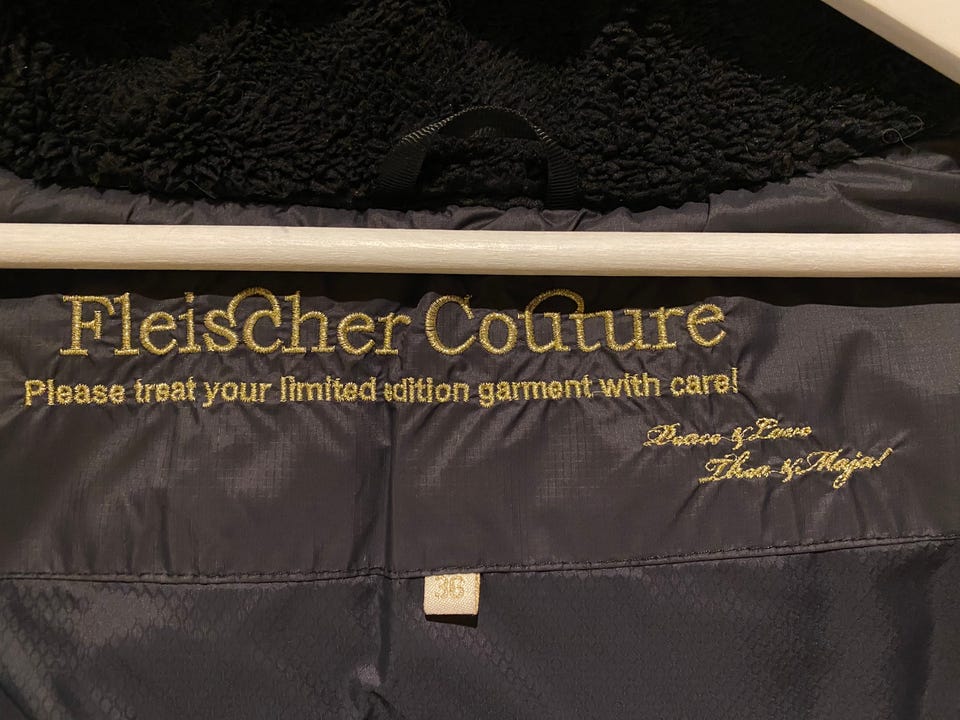 Fleischer Couture
Please treat your limited edition garment with care!
Peace & Love
Thea & Maja!
36